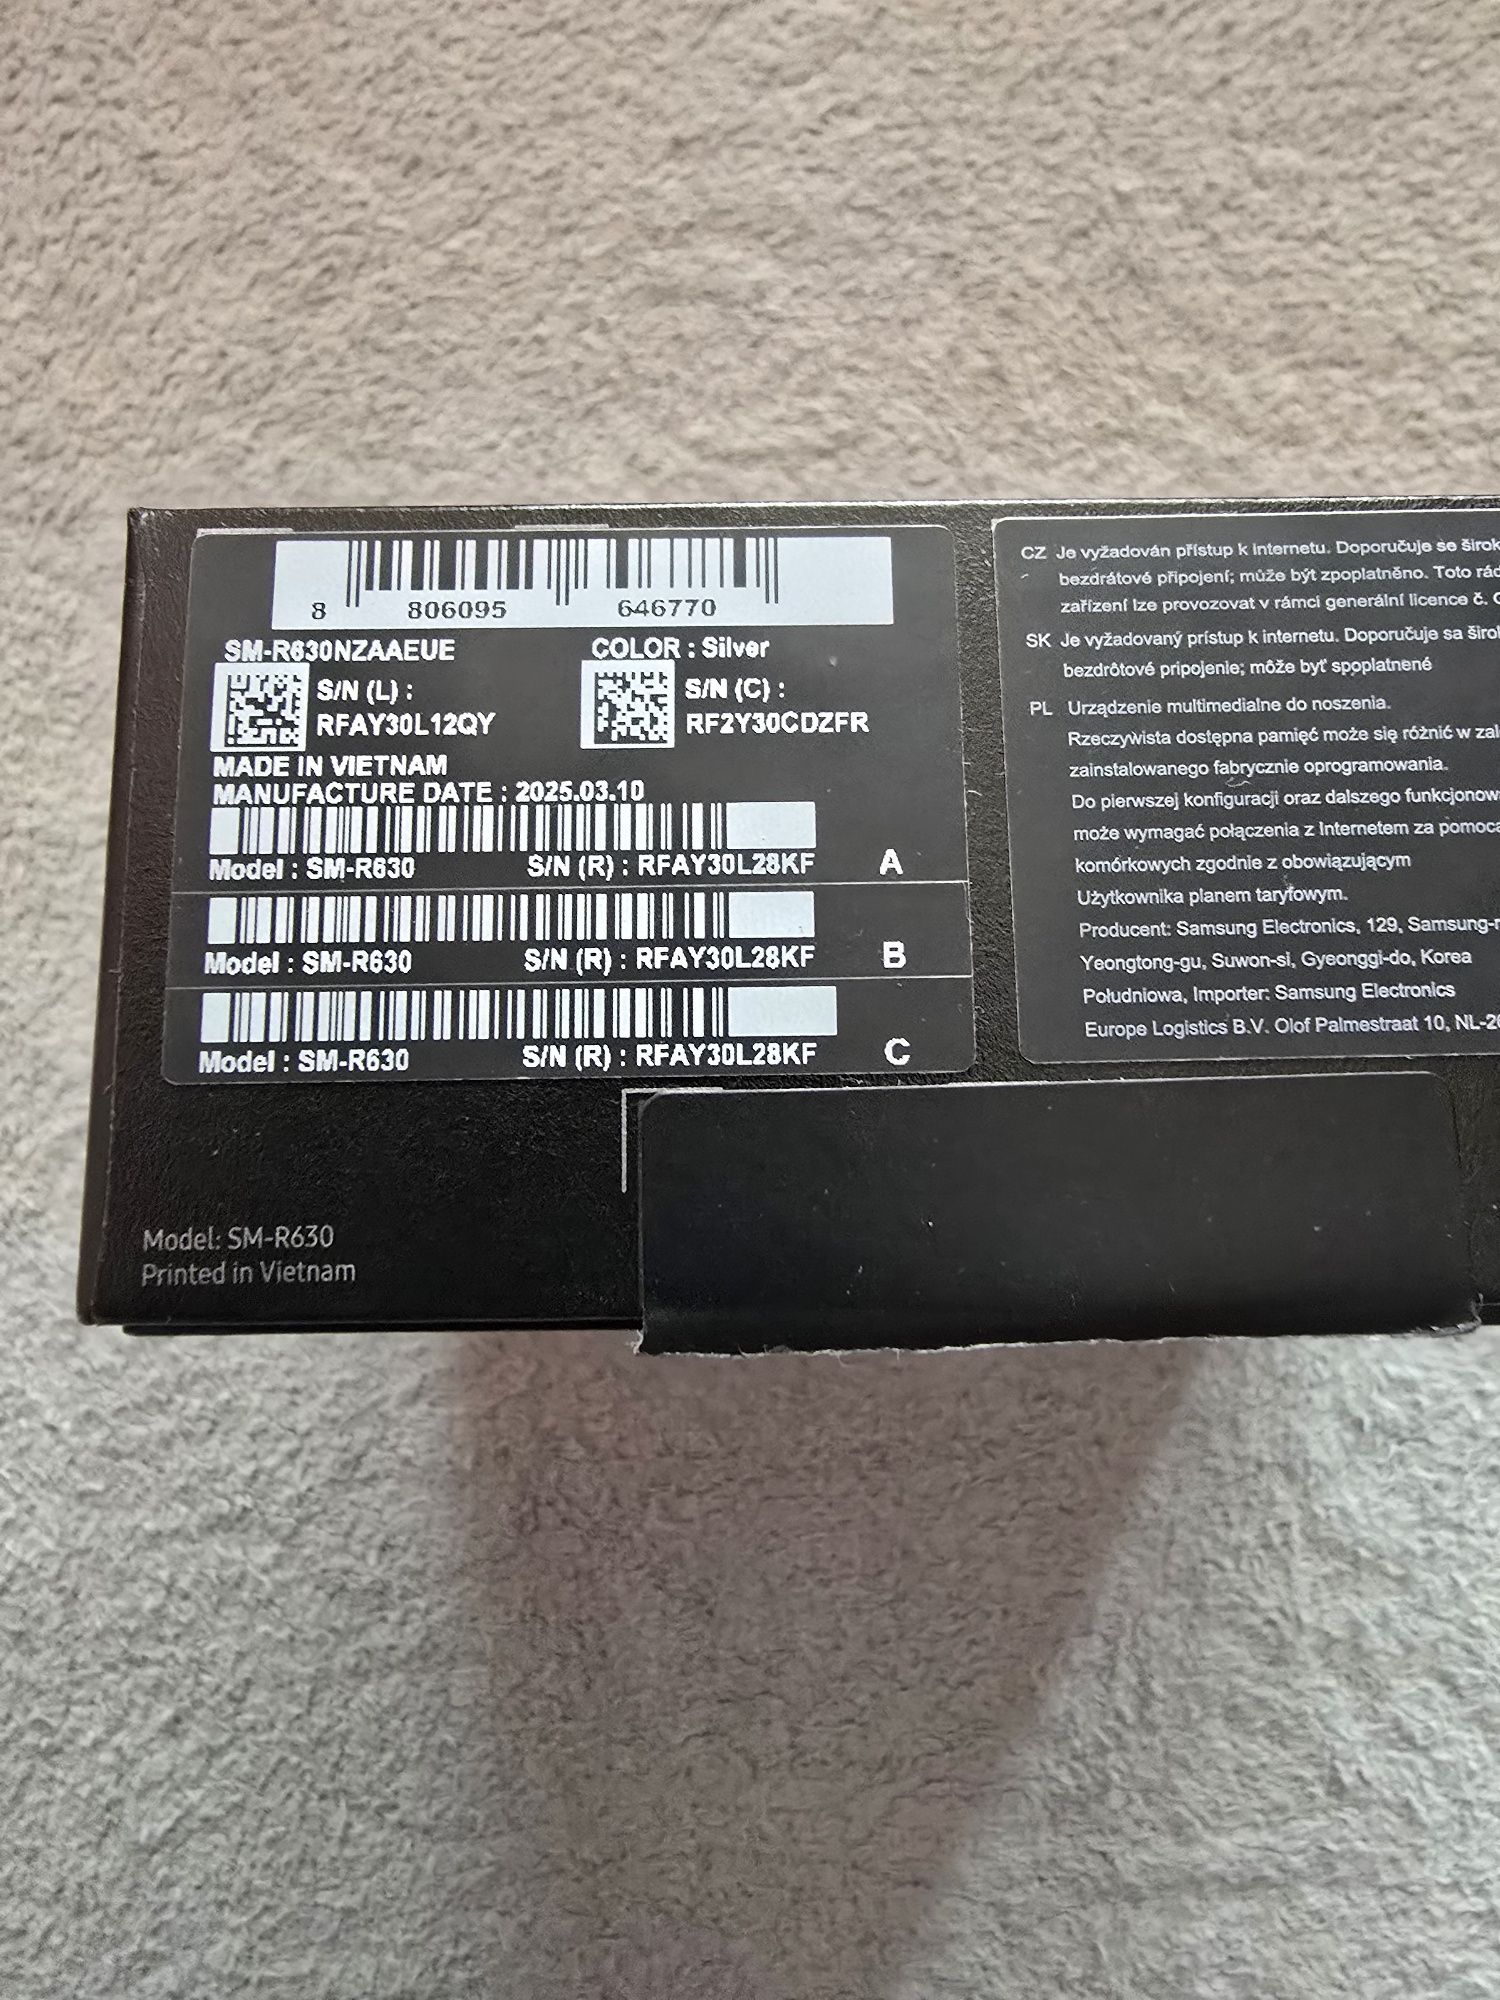 8 806095 646770
SM-R630NZAAEUE COLOR : Silver
S/N (L) :
RFAY30L12QY
S/N (C) :
RF2Y30CDZFR
MADE IN VIETNAM
MANUFACTURE DATE : 2025.03.10
Model : SM-R630 S/N (R) : RFAY30L28KF A
Model : SM-R630 S/N (R) : RFAY30L28KF B
Model : SM-R630 S/N (R) : RFAY30L28KF C
Model: SM-R630
Printed in Vietnam
CZ Je vyžadován přístup k internetu. Doporučuje se širok
bezdrátové připojení; může být zpoplatněno. Toto rád
zařízení lze provozovat v rámci generální licence č.
SK Je vyžadovaný prístup k internetu. Doporučuje sa širok
bezdrôtové pripojenie; môže byť spoplatnené
PL Urządzenie multimedialne do noszenia.
Rzeczywista dostępna pamięć może się różnić w zal
zainstalowanego fabrycznie oprogramowania.
Do pierwszej konfiguracji oraz dalszego funkcjonow
może wymagać połączenia z Internetem za pomocą
komórkowych zgodnie z obowiązującym
Użytkownika planem taryfowym.
Producent: Samsung Electronics, 129, Samsung-r
Yeongtong-gu, Suwon-si, Gyeonggi-do, Korea
Południowa, Importer: Samsung Electronics
Europe Logistics B.V. Olof Palmestraat 10, NL-26